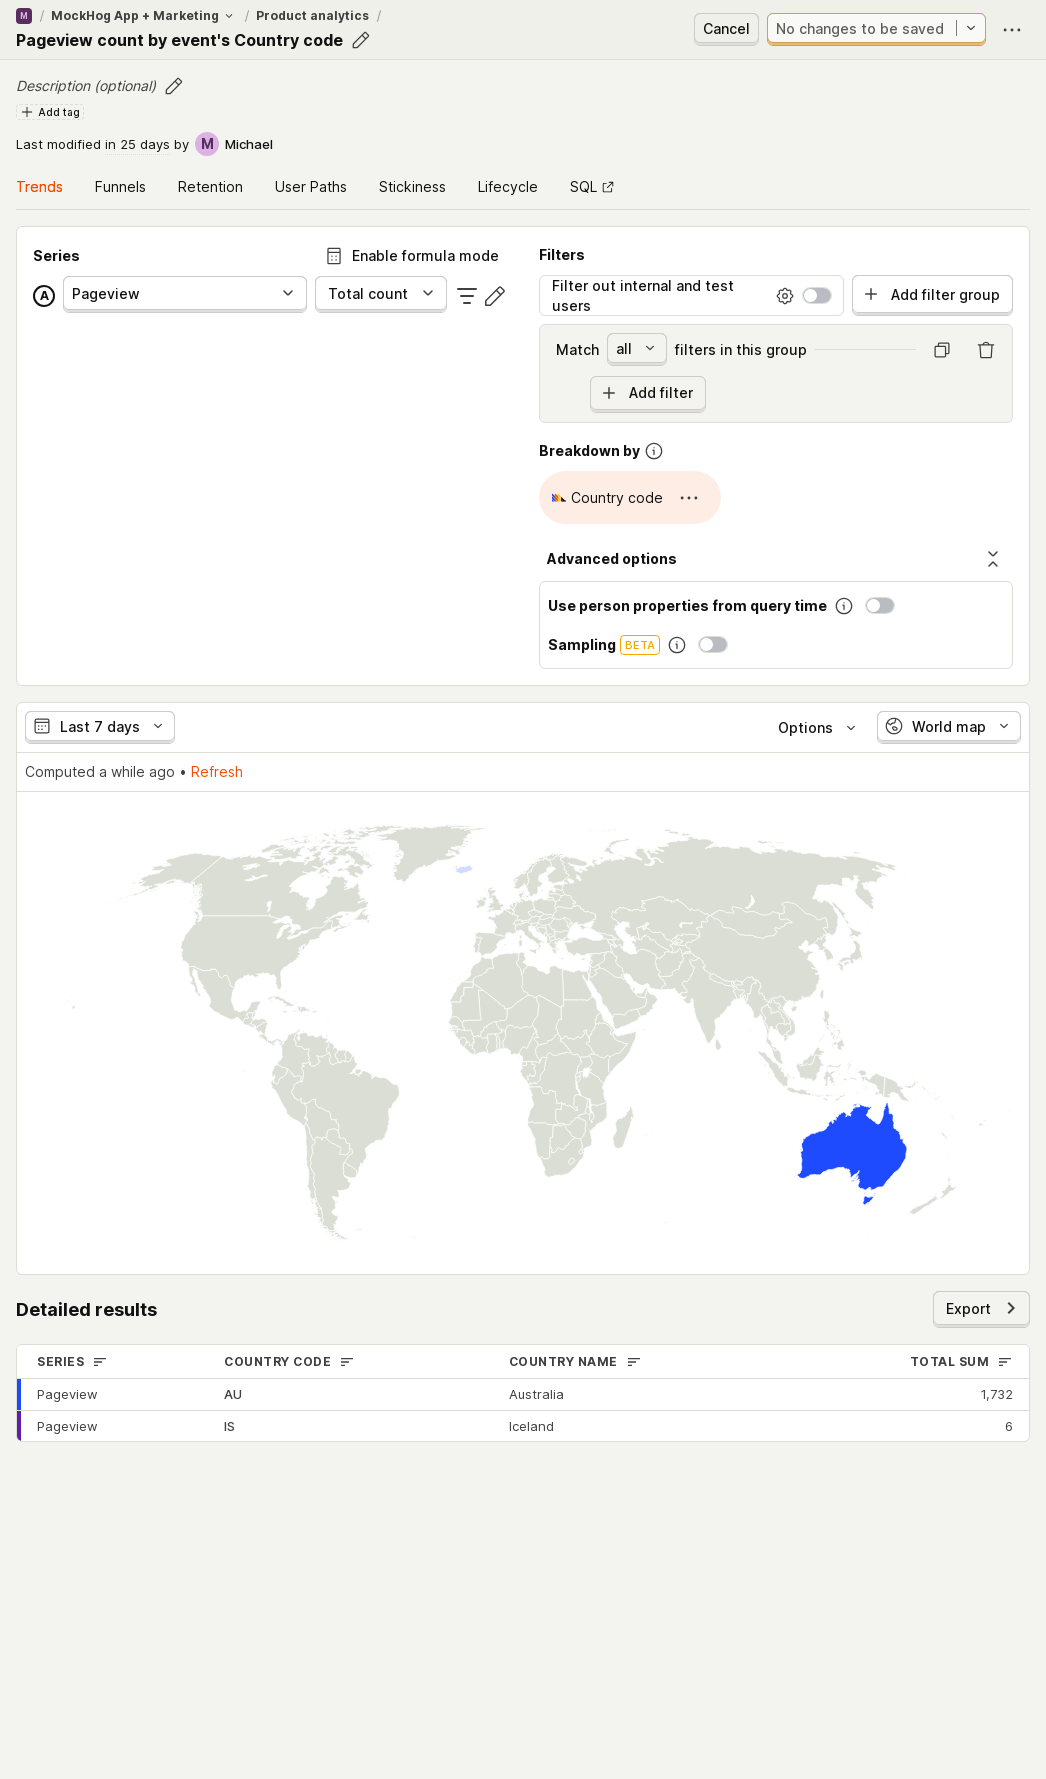 M / MockHog App + Marketing / Product analytics /
Pageview count by event's Country code
Cancel
No changes to be saved
Description (optional)
Add tag
Last modified in 25 days by M Michael
Trends Funnels Retention User Paths Stickiness Lifecycle SQL
Series
Enable formula mode
A Pageview Total count
Filters
Filter out internal and test users
Add filter group
Match all filters in this group
Add filter
Breakdown by
Country code
Advanced options
Use person properties from query time
Sampling BETA
Last 7 days
Options
World map
Computed a while ago • Refresh
Detailed results
Export
SERIES COUNTRY CODE COUNTRY NAME TOTAL SUM
Pageview AU Australia 1,732
Pageview IS Iceland 6